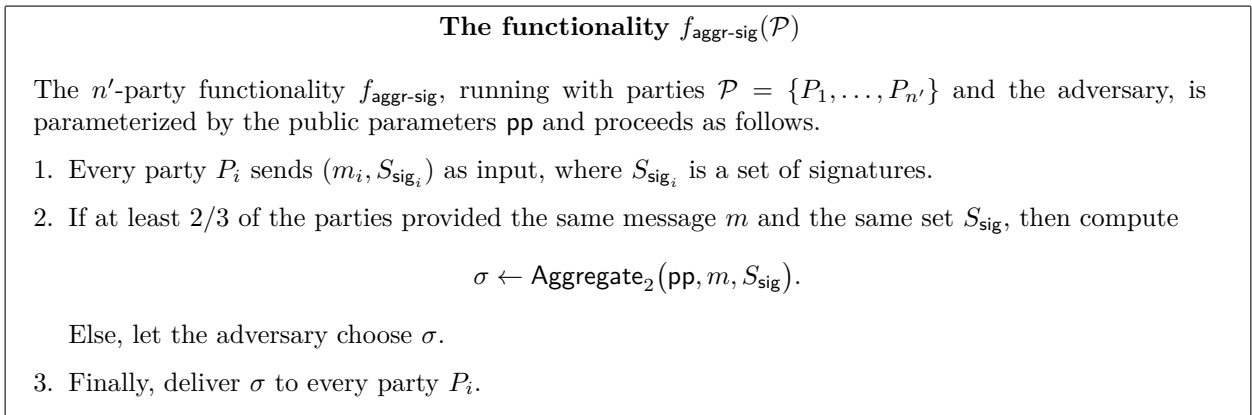 The functionality f_aggr-sig(𝒫)
The n′-party functionality f_aggr-sig, running with parties 𝒫 = {P_1, . . . , P_n′} and the adversary, is
parameterized by the public parameters pp and proceeds as follows.
1. Every party P_i sends (m_i, S_sig_i) as input, where S_sig_i is a set of signatures.
2. If at least 2/3 of the parties provided the same message m and the same set S_sig, then compute
σ ← Aggregate_2(pp, m, S_sig).
Else, let the adversary choose σ.
3. Finally, deliver σ to every party P_i.